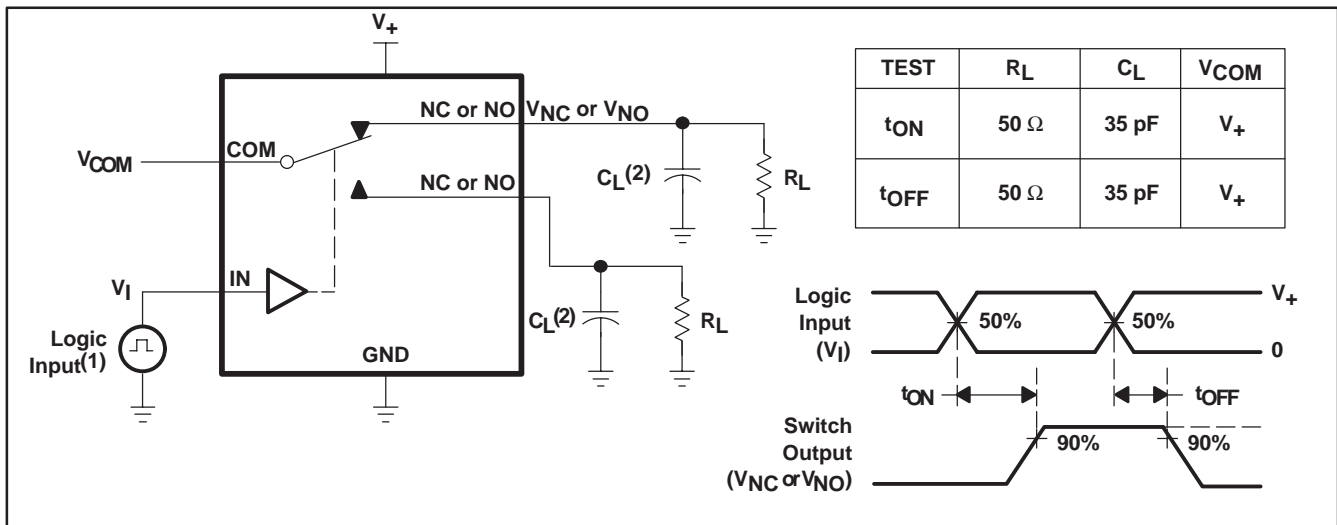 V+
NC or NO
VNC or VNO
COM
VCOM
CL(2)
RL
NC or NO
VI
IN
CL(2)
RL
Logic
Input(1)
GND
TEST RL CL VCOM
tON 50 Ω 35 pF V+
tOFF 50 Ω 35 pF V+
Logic
Input
(VI)
50%
50%
V+
0
tON
tOFF
Switch
Output
(VNC or VNO)
90%
90%